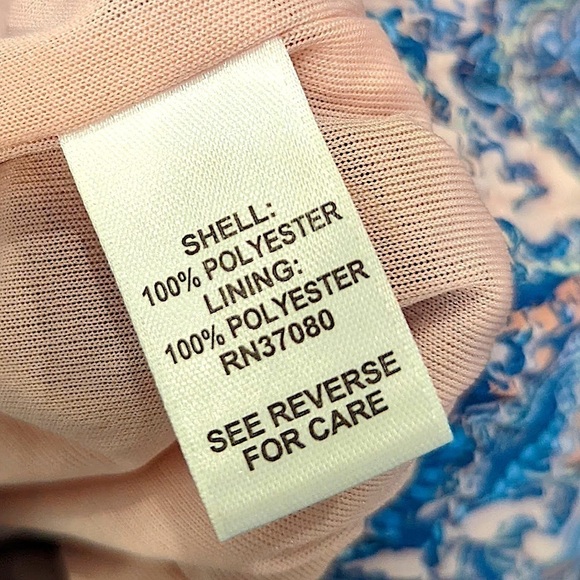 SHELL:
100% POLYESTER
LINING:
100% POLYESTER
RN37080
SEE REVERSE
FOR CARE